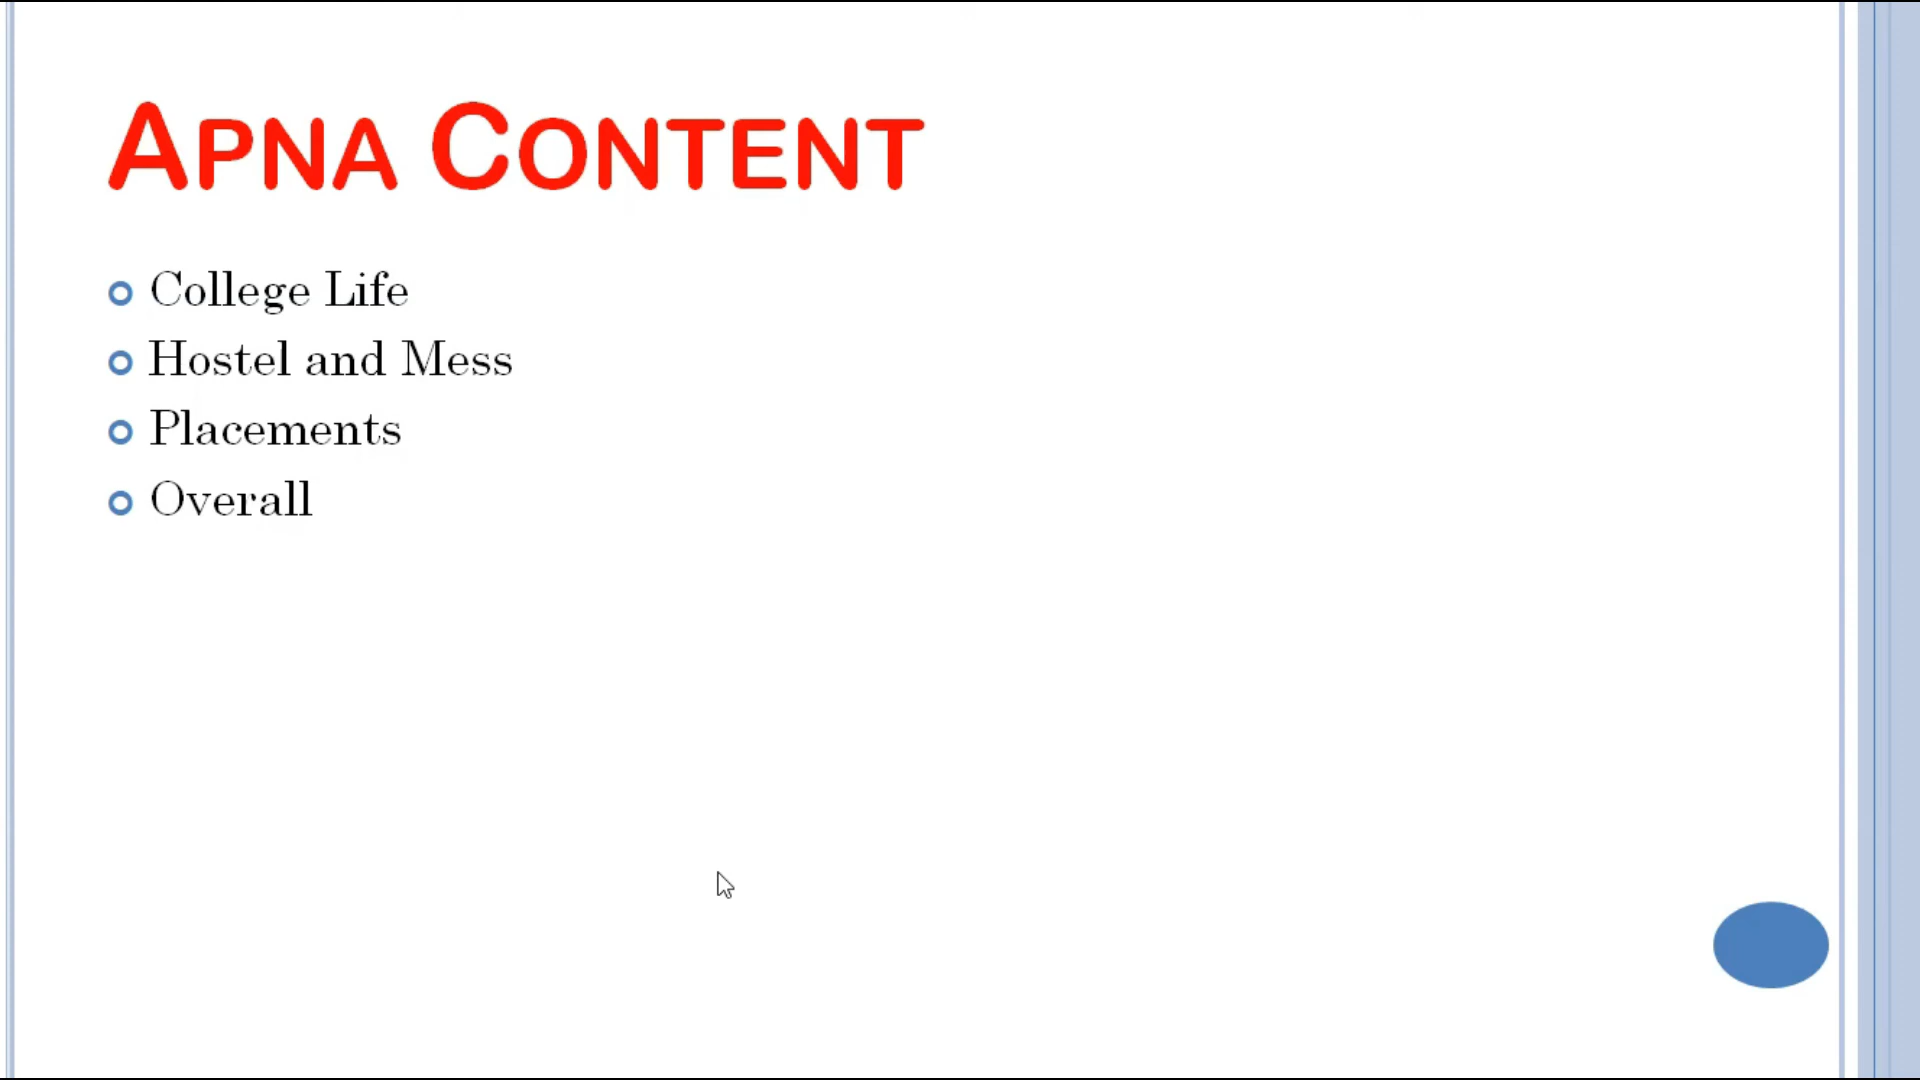 APNA CONTENT
College Life
Hostel and Mess
Placements
Overall